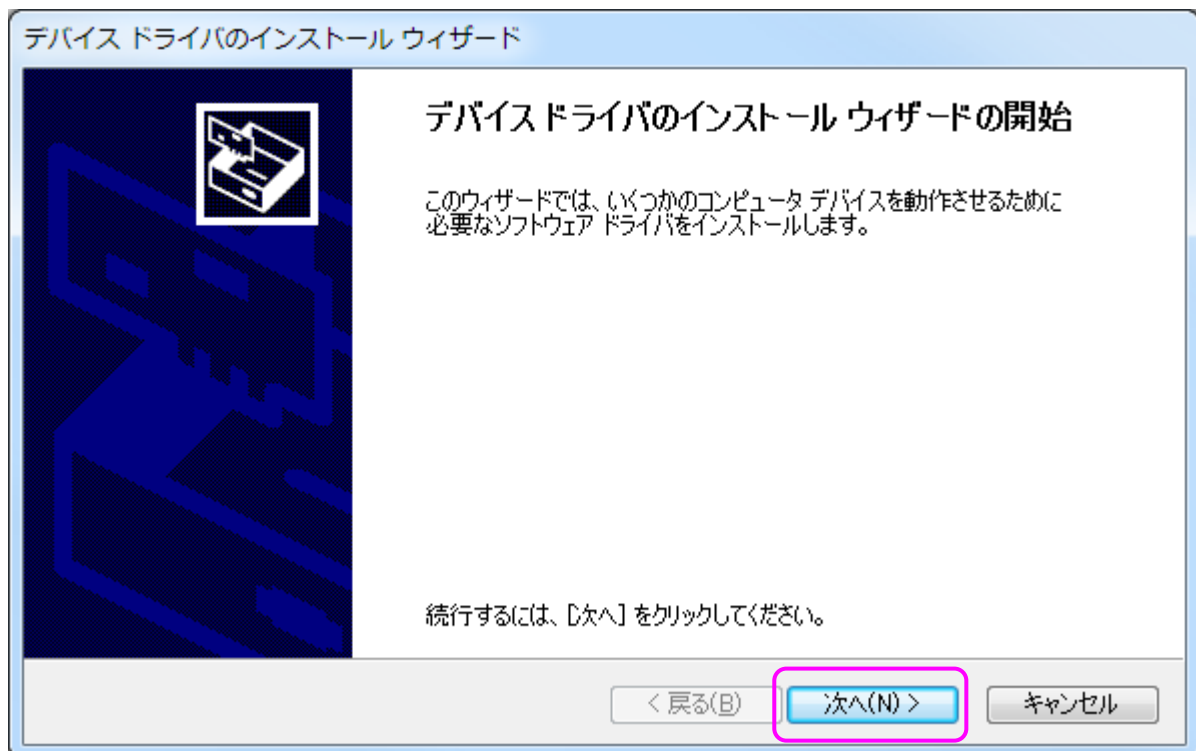 デバイス ドライバのインストール ウィザード
デバイス ドライバのインストール ウィザードの開始
このウィザードでは、いくつかのコンピュータ デバイスを動作させるために
必要なソフトウェア ドライバをインストールします。
続行するには、[次へ] をクリックしてください。
< 戻る(B)
次へ(N) >
キャンセル